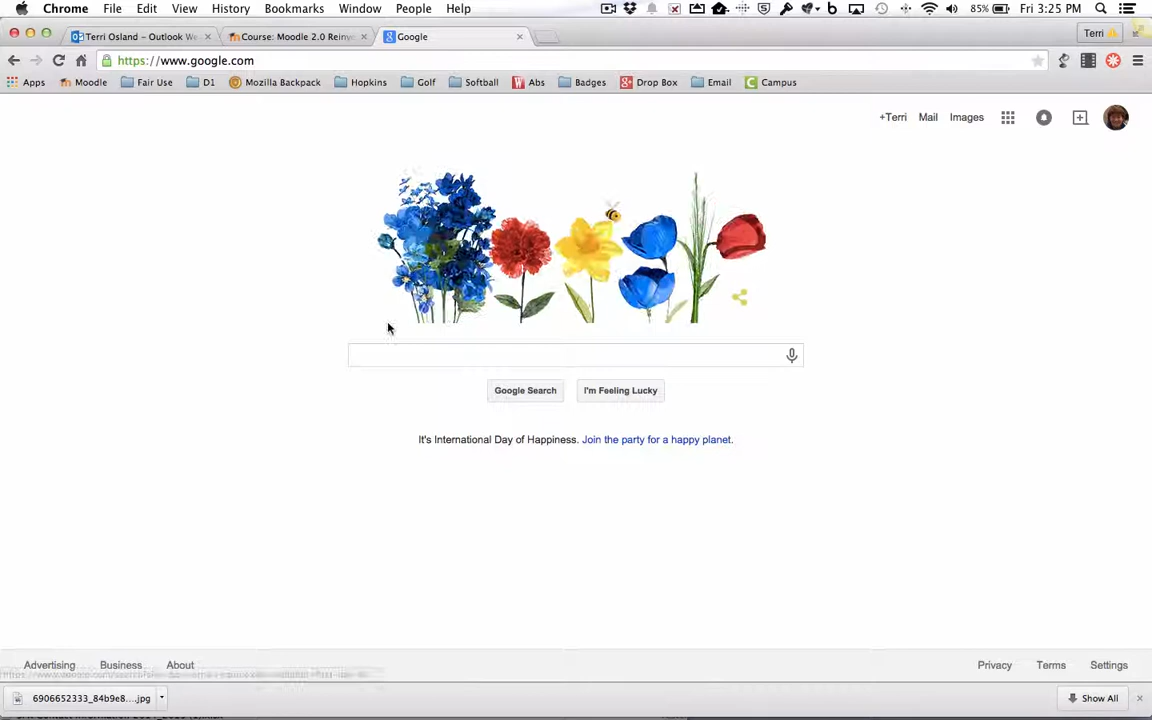 Chrome File Edit View History Bookmarks Window People Help 85% Fri 3:25 PM
Terri Osland – Outlook We Course: Moodle 2.0 Reinv Google Terri
https://www.google.com
Apps Moodle Fair Use D1 Mozilla Backpack Hopkins Golf Softball Abs Badges Drop Box Email Campus
+Terri Mail Images
Google Search I'm Feeling Lucky
It's International Day of Happiness. Join the party for a happy planet.
Advertising Business About Privacy Terms Settings
6906652333_84b9e8....jpg Show All